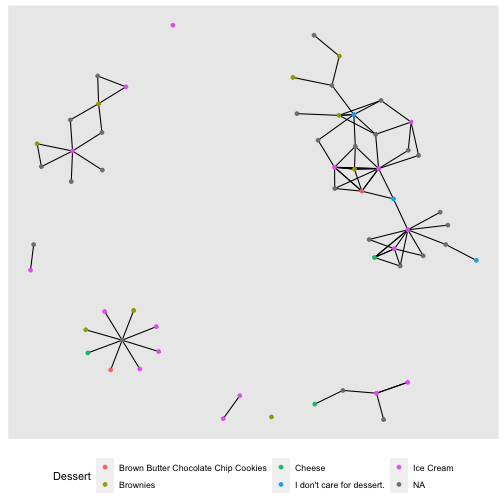 Dessert
Brown Butter Chocolate Chip Cookies
Brownies
Cheese
I don't care for dessert.
Ice Cream
NA